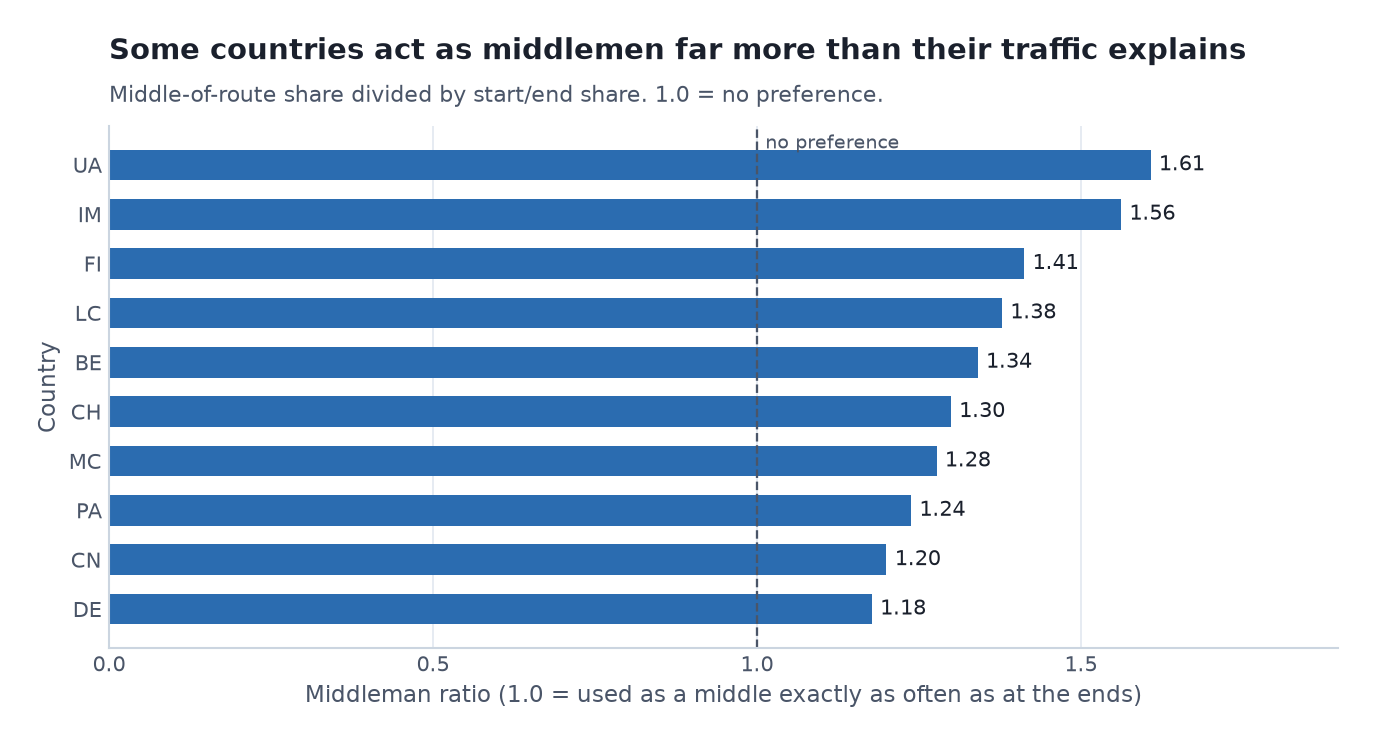 Some countries act as middlemen far more than their traffic explains
Middle-of-route share divided by start/end share. 1.0 = no preference.
no preference
UA 1.61
IM 1.56
FI 1.41
LC 1.38
BE 1.34
CH 1.30
MC 1.28
PA 1.24
CN 1.20
DE 1.18
Country
0.0 0.5 1.0 1.5
Middleman ratio (1.0 = used as a middle exactly as often as at the ends)